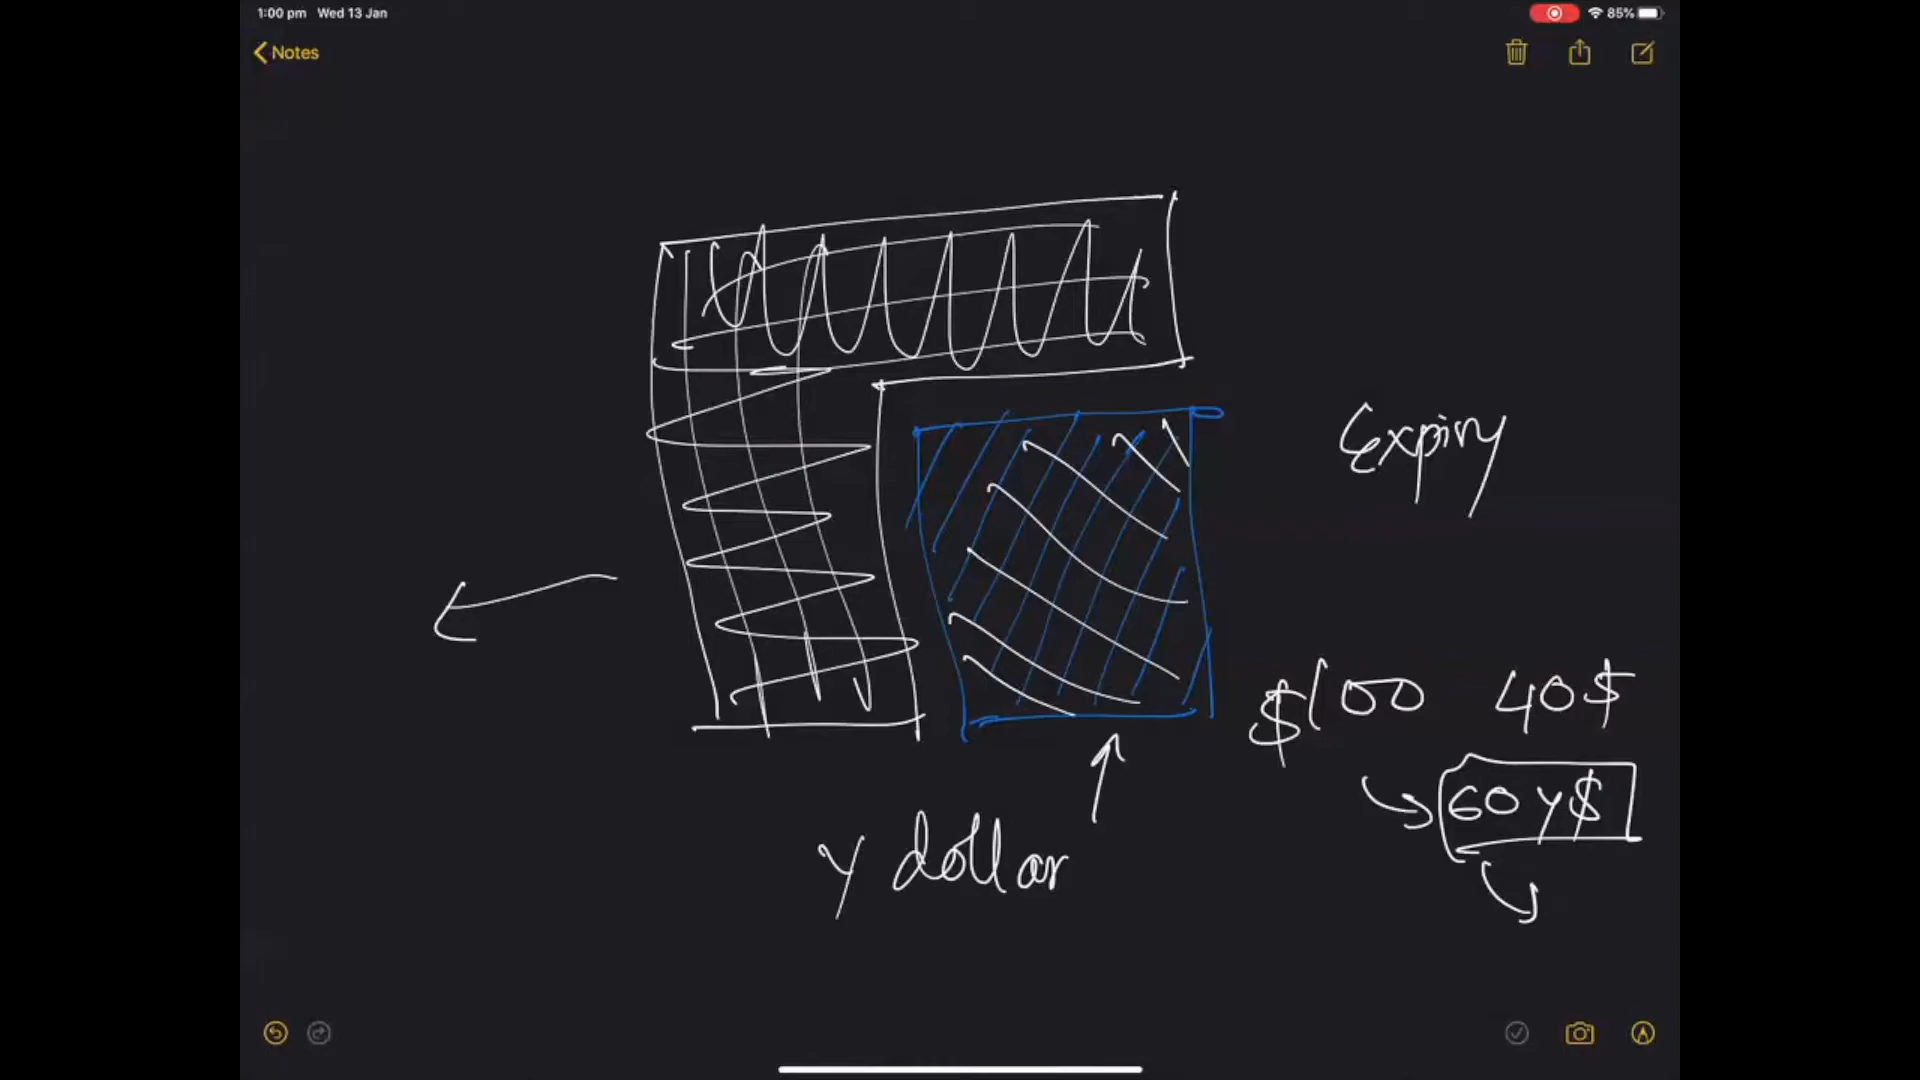 1:00 pm Wed 13 Jan
85%
Notes
Expiry
$100 40$
60 y$
y dollar